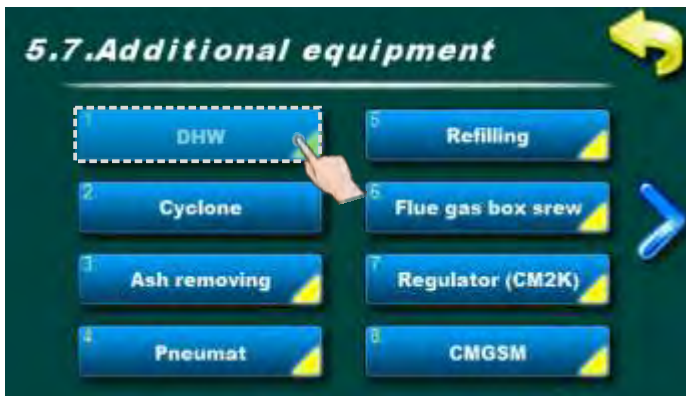 5.7.Additional equipment
1.
DHW
2.
Cyclone
3.
Ash removing
4.
Pneumat
5.
Refilling
6.
Flue gas box srew
7.
Regulator (CM2K)
8.
CMGSM